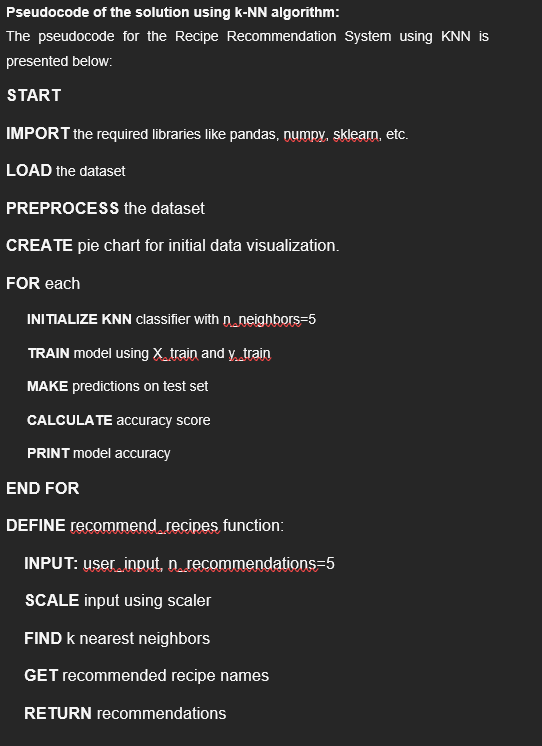 Pseudocode of the solution using k-NN algorithm:
The pseudocode for the Recipe Recommendation System using KNN is
presented below:
START
IMPORT the required libraries like pandas, numpy, sklearn, etc.
LOAD the dataset
PREPROCESS the dataset
CREATE pie chart for initial data visualization.
FOR each
INITIALIZE KNN classifier with n_neighbors=5
TRAIN model using X_train and y_train
MAKE predictions on test set
CALCULATE accuracy score
PRINT model accuracy
END FOR
DEFINE recommend_recipes function:
INPUT: user_input, n_recommendations=5
SCALE input using scaler
FIND k nearest neighbors
GET recommended recipe names
RETURN recommendations